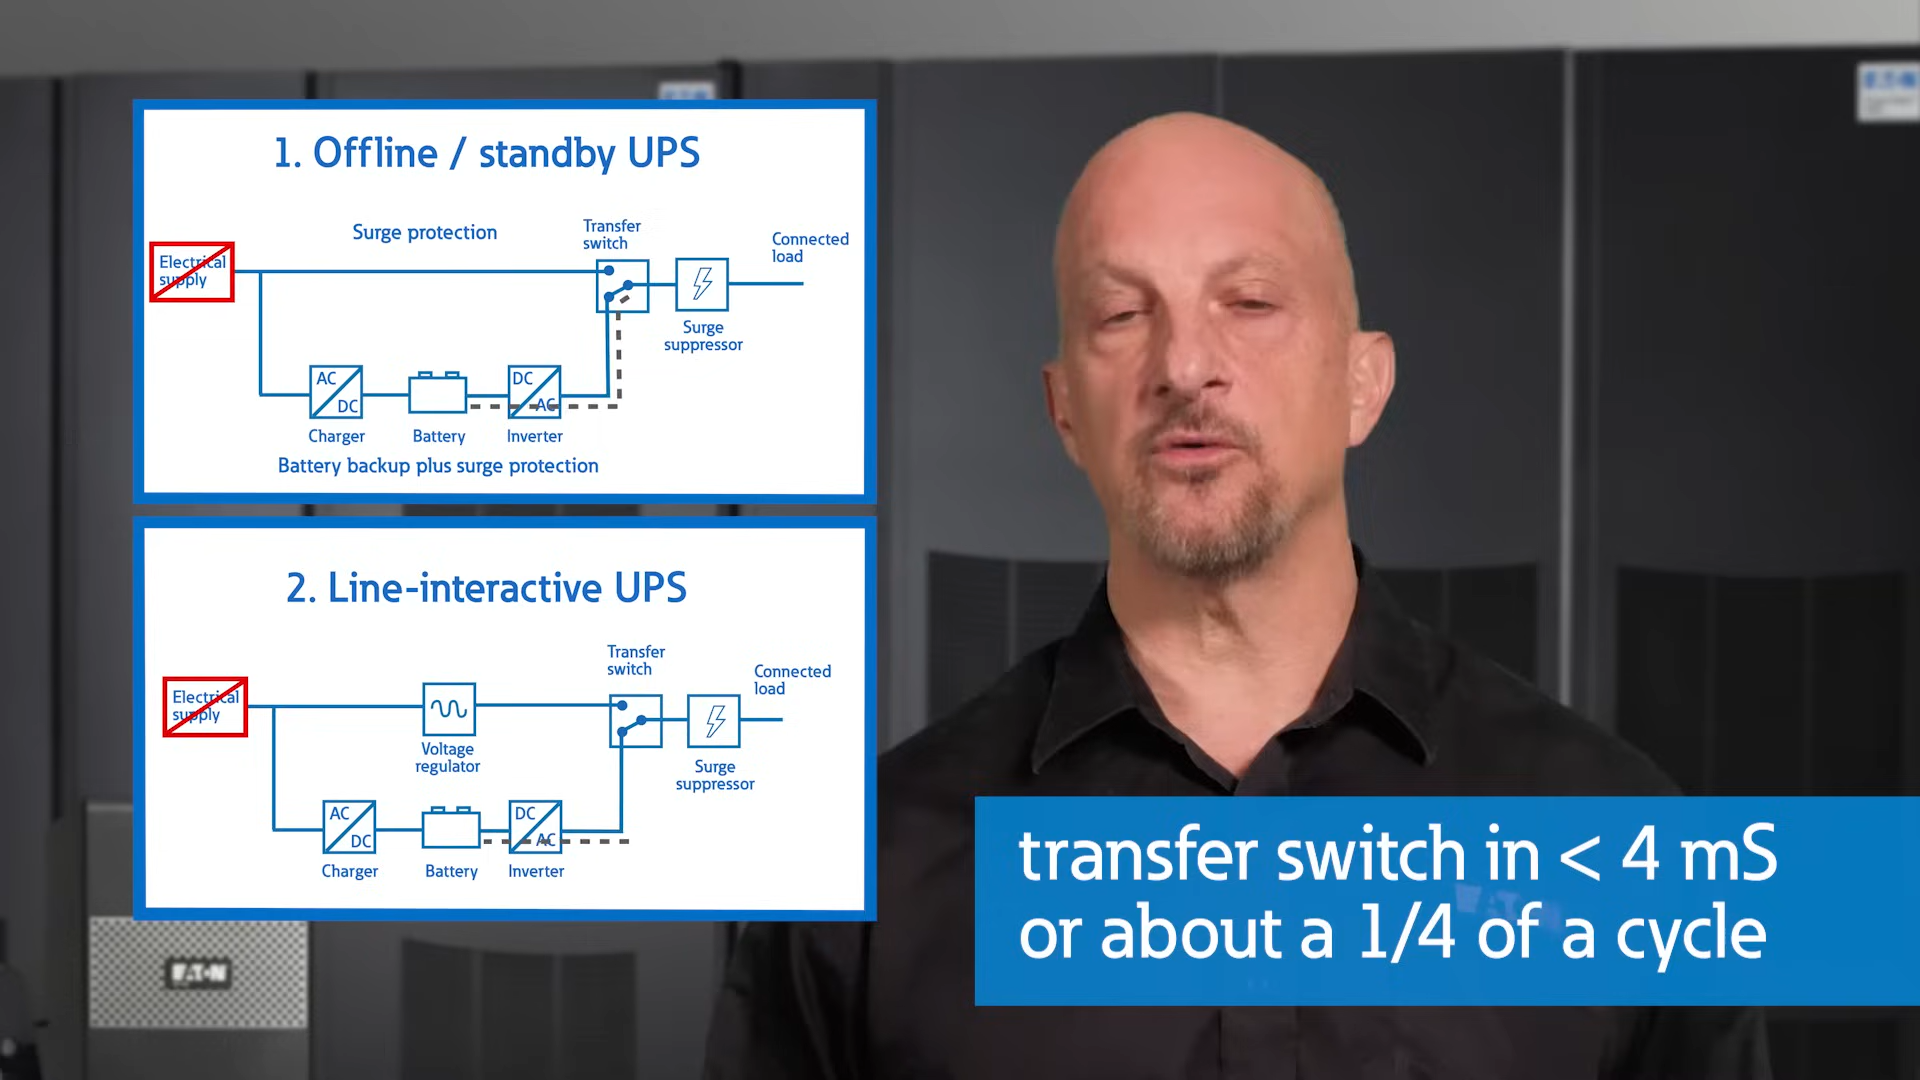 1. Offline / standby UPS
Surge protection
Transfer
switch
Connected
load
Electrical
supply
Surge
suppressor
AC
DC
DC
AC
Charger
Battery
Inverter
Battery backup plus surge protection
2. Line-interactive UPS
Transfer
switch
Connected
load
Electrical
supply
Voltage
regulator
Surge
suppressor
AC
DC
DC
AC
Charger
Battery
Inverter
transfer switch in < 4 mS
or about a 1/4 of a cycle
EATON
EATON
EATON